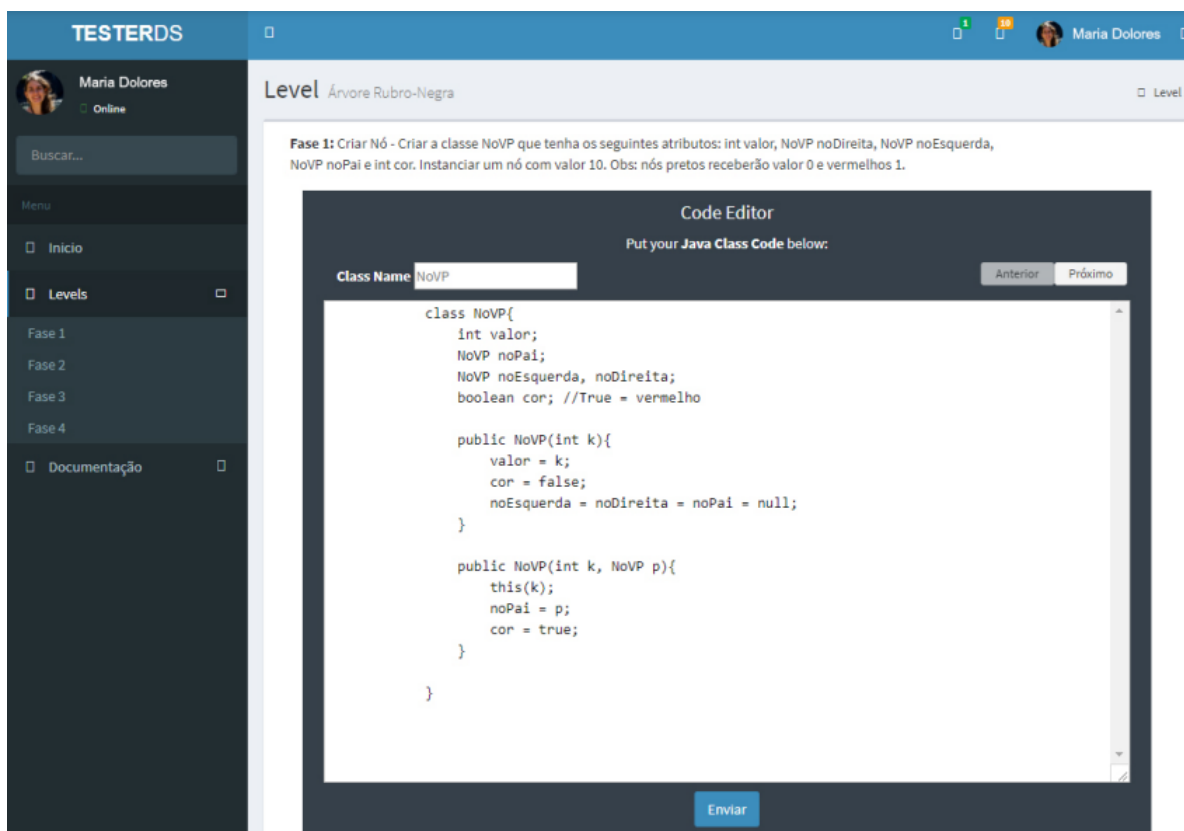 TESTERDS
1
10
Maria Dolores
Maria Dolores
Online
Level Árvore Rubro-Negra
Level
Buscar...
Menu
Inicio
Levels
Fase 1
Fase 2
Fase 3
Fase 4
Documentação
Fase 1: Criar Nó - Criar a classe NoVP que tenha os seguintes atributos: int valor, NoVP noDireita, NoVP noEsquerda,
NoVP noPai e int cor. Instanciar um nó com valor 10. Obs: nós pretos receberão valor 0 e vermelhos 1.
Code Editor
Put your Java Class Code below:
Class Name NoVP
Anterior
Próximo
class NoVP{
int valor;
NoVP noPai;
NoVP noEsquerda, noDireita;
boolean cor; //True = vermelho
public NoVP(int k){
valor = k;
cor = false;
noEsquerda = noDireita = noPai = null;
}
public NoVP(int k, NoVP p){
this(k);
noPai = p;
cor = true;
}
}
Enviar